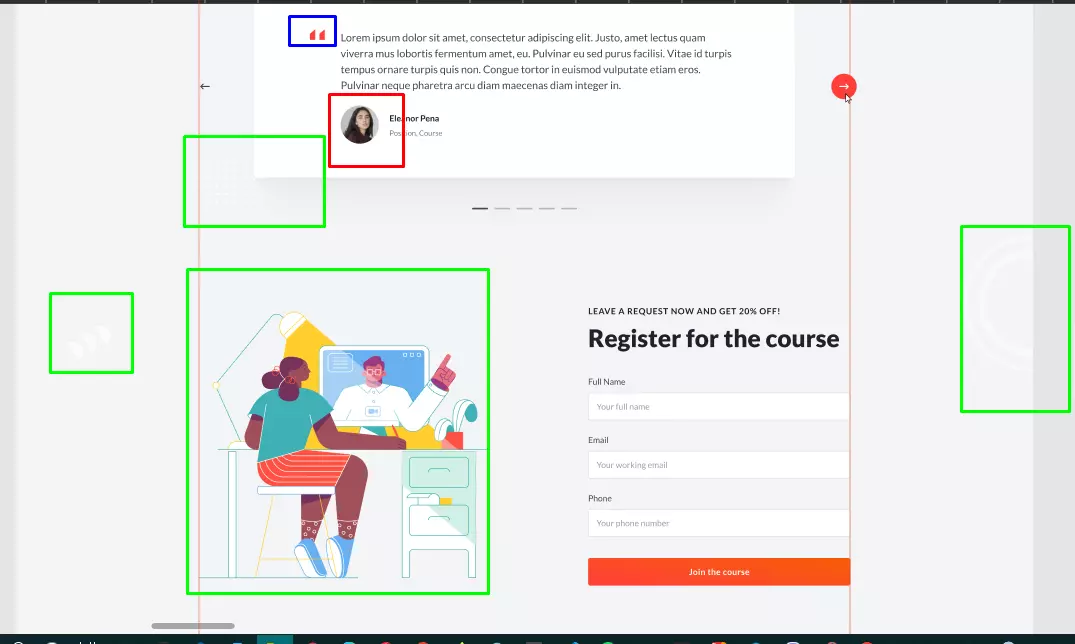 Lorem ipsum dolor sit amet, consectetur adipiscing elit. Justo, amet lectus quam
viverra mus lobortis fermentum amet, eu. Pulvinar eu sed purus facilisi. Vitae id turpis
tempus ornare turpis quis non. Congue tortor in euismod vulputate etiam eros.
Pulvinar neque pharetra arcu diam maecenas diam integer in.
Eleanor Pena
Position, Course
LEAVE A REQUEST NOW AND GET 20% OFF!
Register for the course
Full Name
Your full name
Email
Your working email
Phone
Your phone number
Join the course